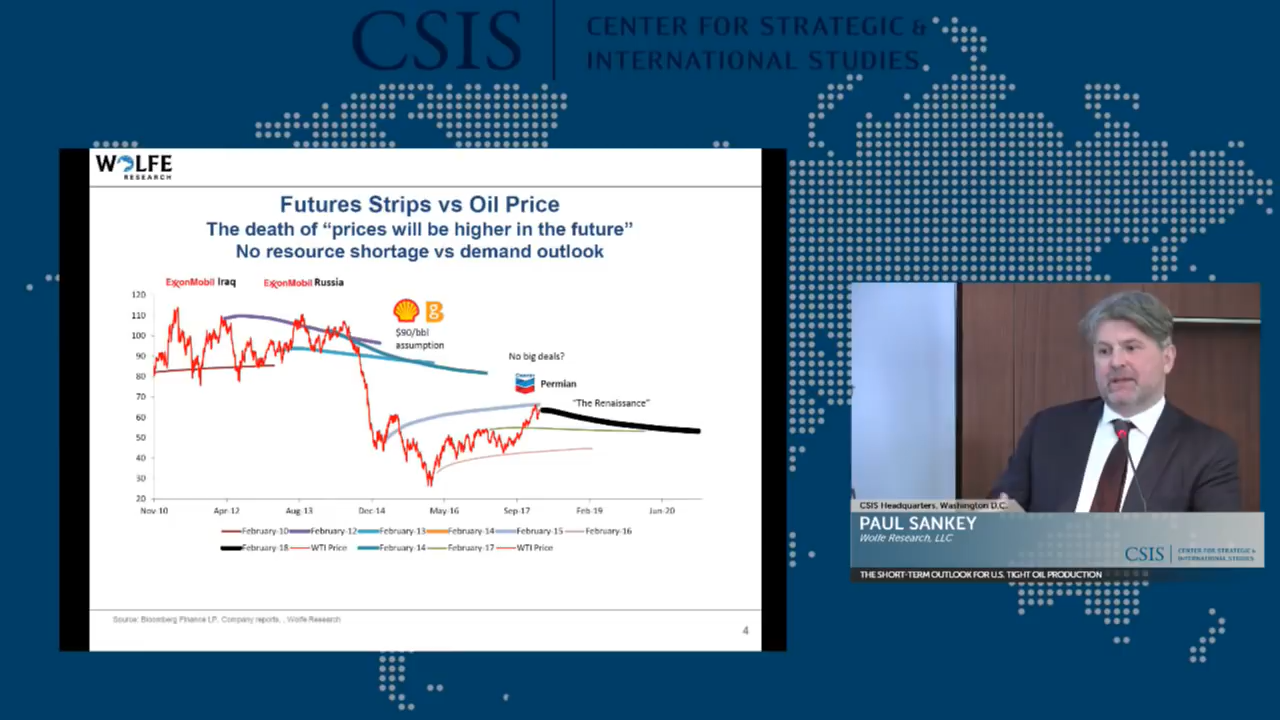 CSIS
CENTER FOR STRATEGIC &
INTERNATIONAL STUDIES
WOLFE
RESEARCH
Futures Strips vs Oil Price
The death of “prices will be higher in the future”
No resource shortage vs demand outlook
ExxonMobil Iraq
ExxonMobil Russia
$90/bbl
assumption
No big deals?
Chevron
Permian
"The Renaissance"
120
110
100
90
80
70
60
50
40
30
20
Nov-10 Apr-12 Aug-13 Dec-14 May-16 Sep-17 Feb-19 Jun-20
February-10 February-12 February-13 February-14 February-15 February-16
February-18 WTI Price February-14 February-17 WTI Price
Source: Bloomberg Finance LP, Company reports, , Wolfe Research
4
CSIS Headquarters, Washington D.C.
PAUL SANKEY
Wolfe Research, LLC
CSIS
CENTER FOR STRATEGIC &
INTERNATIONAL STUDIES
THE SHORT-TERM OUTLOOK FOR U.S. TIGHT OIL PRODUCTION